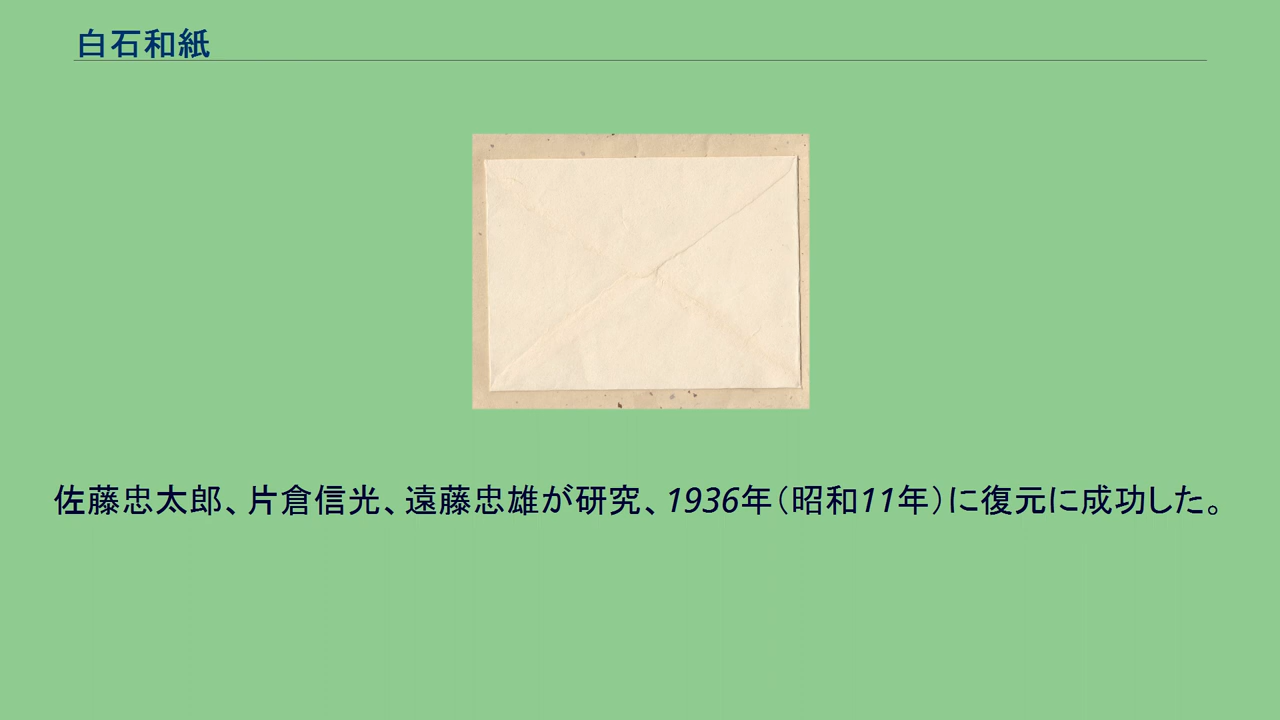 白石和紙
佐藤忠太郎、片倉信光、遠藤忠雄が研究、1936年（昭和11年）に復元に成功した。